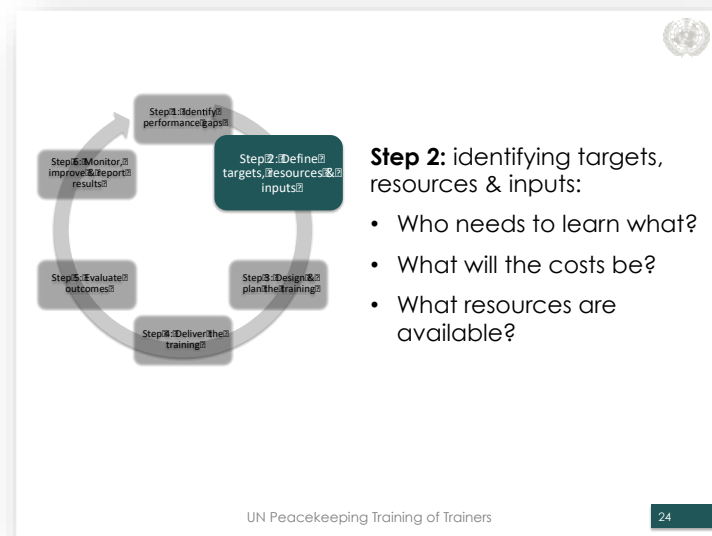 Step 1: Identify
performance gaps
Step 2: Define
targets, resources &
inputs
Step 3: Design &
plan the training
Step 4: Deliver the
training
Step 5: Evaluate
outcomes
Step 6: Monitor,
improve & report
results
Step 2: identifying targets,
resources & inputs:
• Who needs to learn what?
• What will the costs be?
• What resources are
available?
UN Peacekeeping Training of Trainers
24